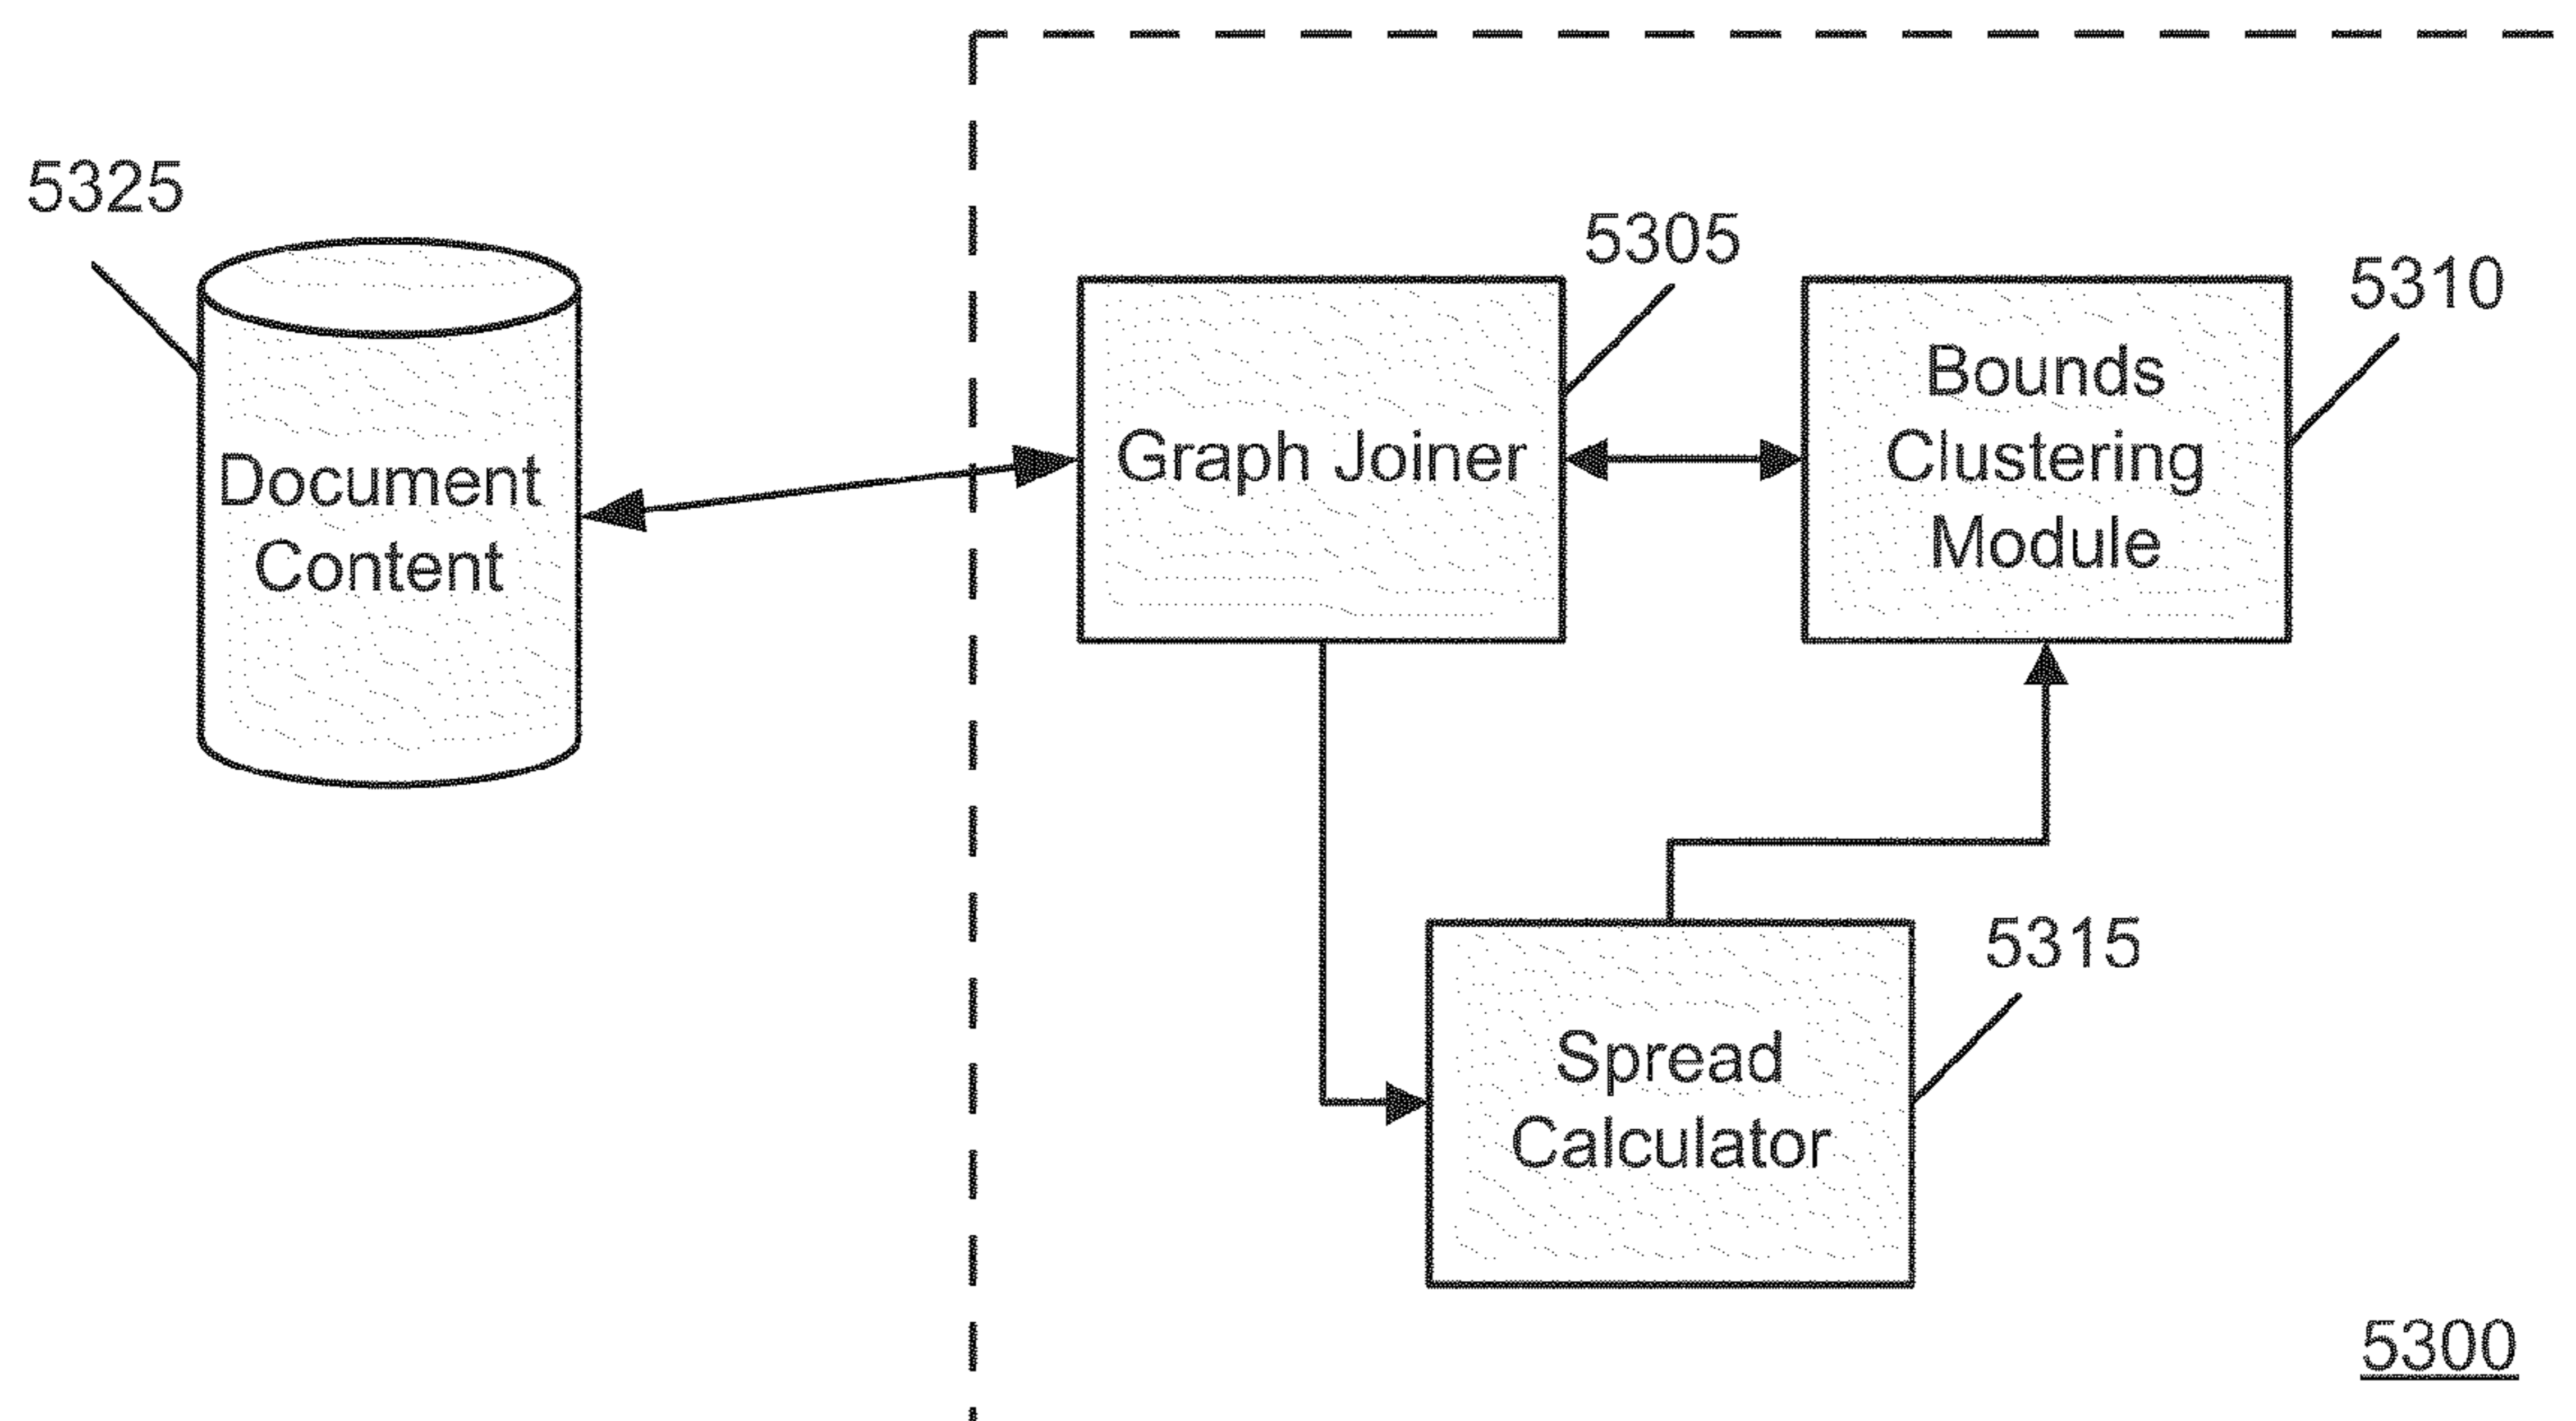 5325
5305
5310
Document
Content
Graph Joiner
Bounds
Clustering
Module
5315
Spread
Calculator
5300